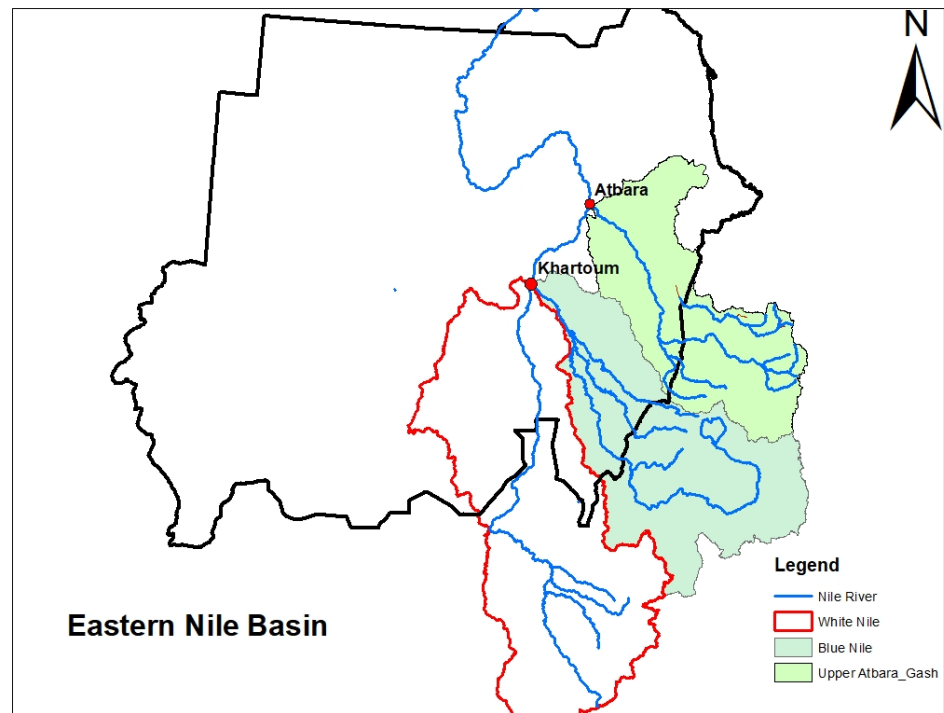 N
Atbara
Khartoum
Eastern Nile Basin
Legend
Nile River
White Nile
Blue Nile
Upper Atbara_Gash